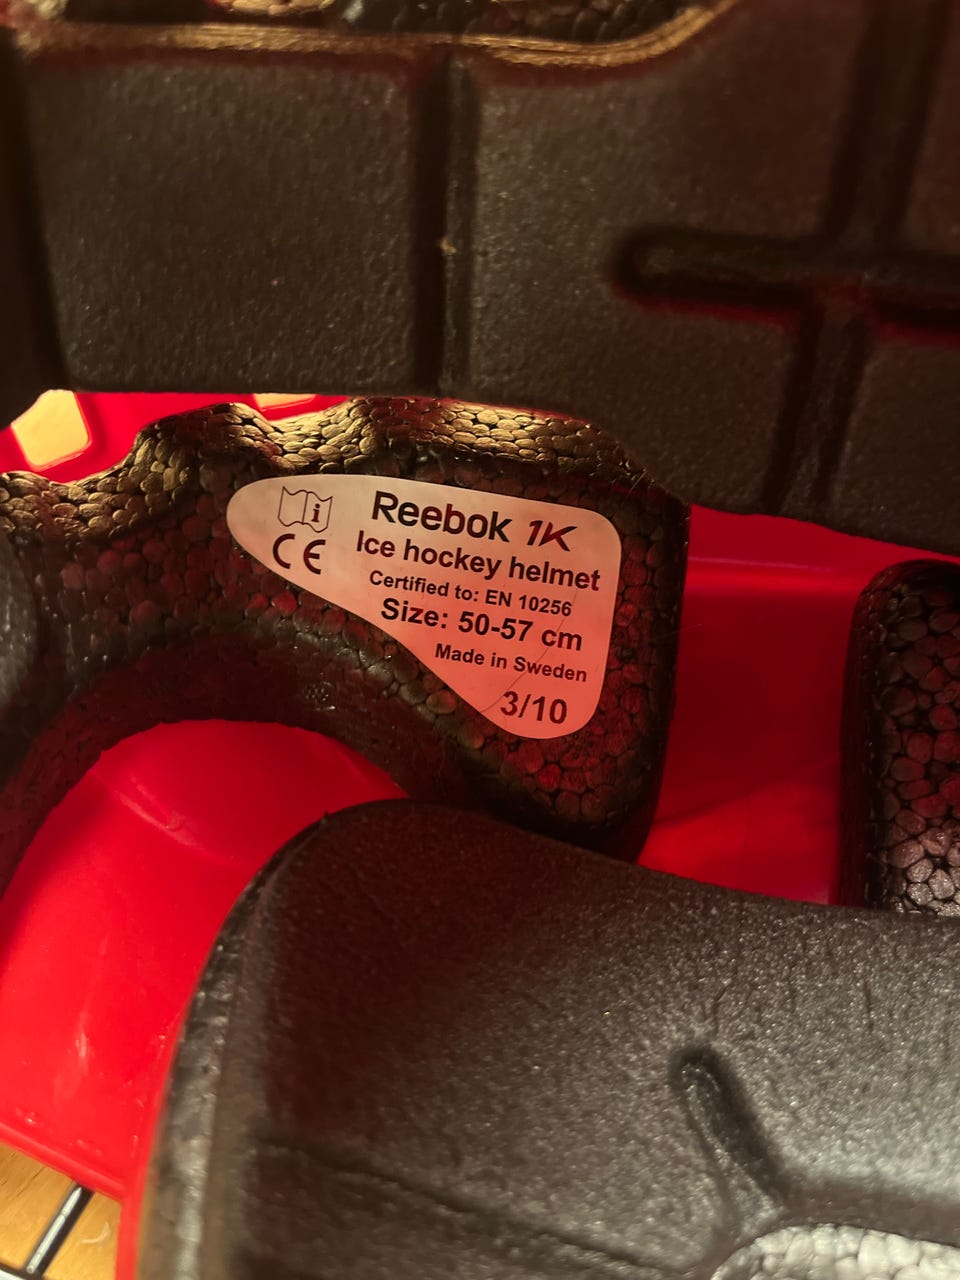 i
CE
Reebok 1K
Ice hockey helmet
Certified to: EN 10256
Size: 50-57 cm
Made in Sweden
3/10